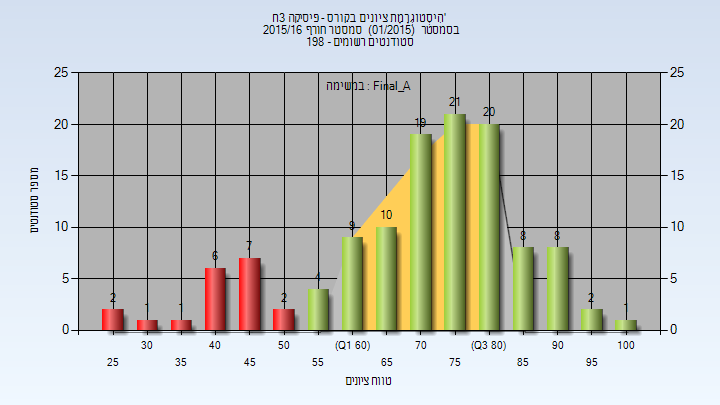 היסטוגרמת ציונים בקורס - פיסיקה 3ח'
בסמסטר (01/2015) סמסטר חורף 2015/16
סטודנטים רשומים - 198
במשימה : Final_A
מספר סטודנטים
25 25
20 20
15 15
10 10
5 5
0 0
2 1 1 6 7 2 4 9 10 19 21 20 8 8 2 1
30 40 50 (Q1 60) 70 (Q3 80) 90 100
25 35 45 55 65 75 85 95
טווח ציונים